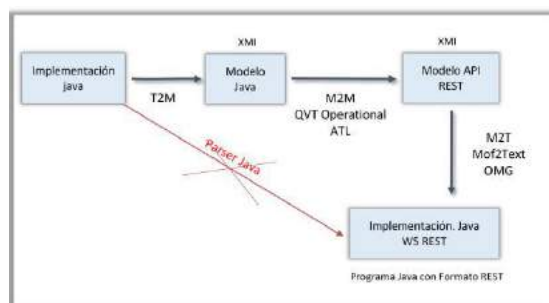 XMI
XMI
Implementación
java
T2M
Modelo
Java
M2M
QVT Operational
ATL
Modelo API
REST
M2T
Mof2Text
OMG
Parser Java
Implementación. Java
WS REST
Programa Java con Formato REST